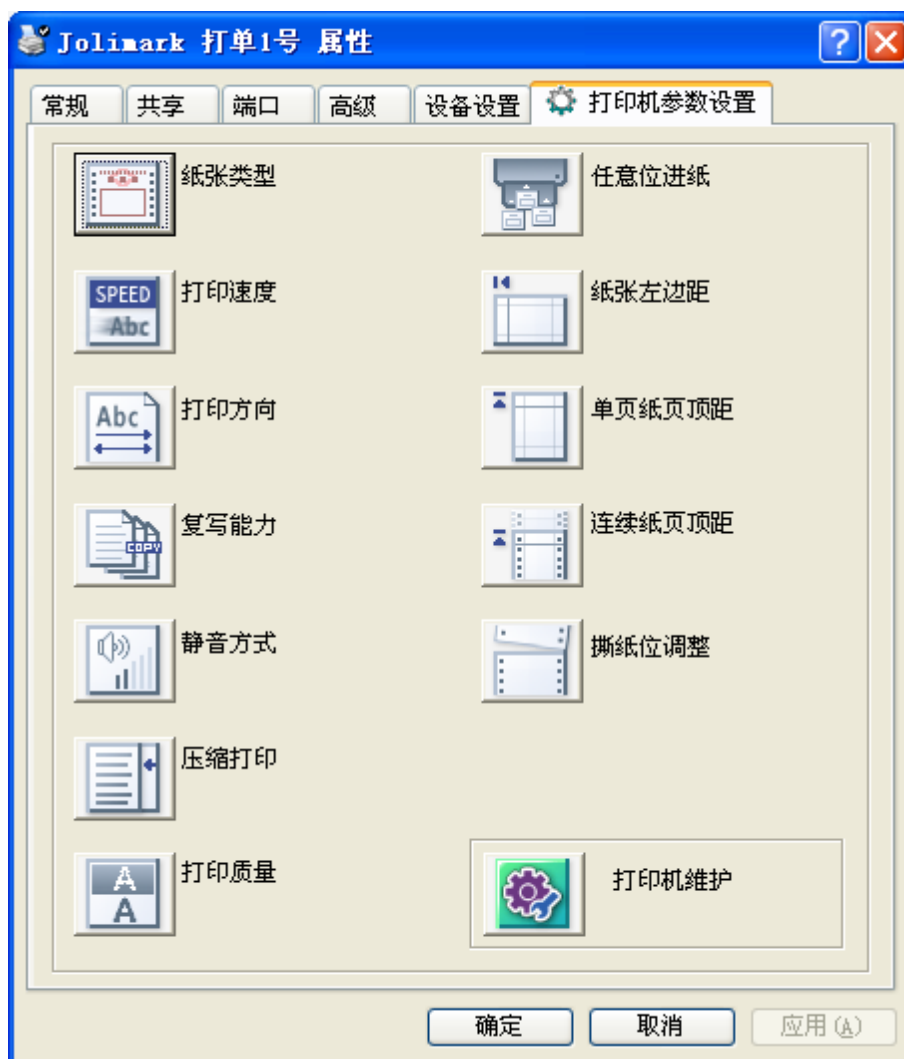 Jolimark 打单1号 属性
常规 共享 端口 高级 设备设置 打印机参数设置
纸张类型
任意位进纸
SPEED
Abc
打印速度
纸张左边距
Abc
打印方向
单页纸页顶距
COPY
复写能力
连续纸页顶距
静音方式
撕纸位调整
压缩打印
A
A
打印质量
打印机维护
确定 取消 应用(A)